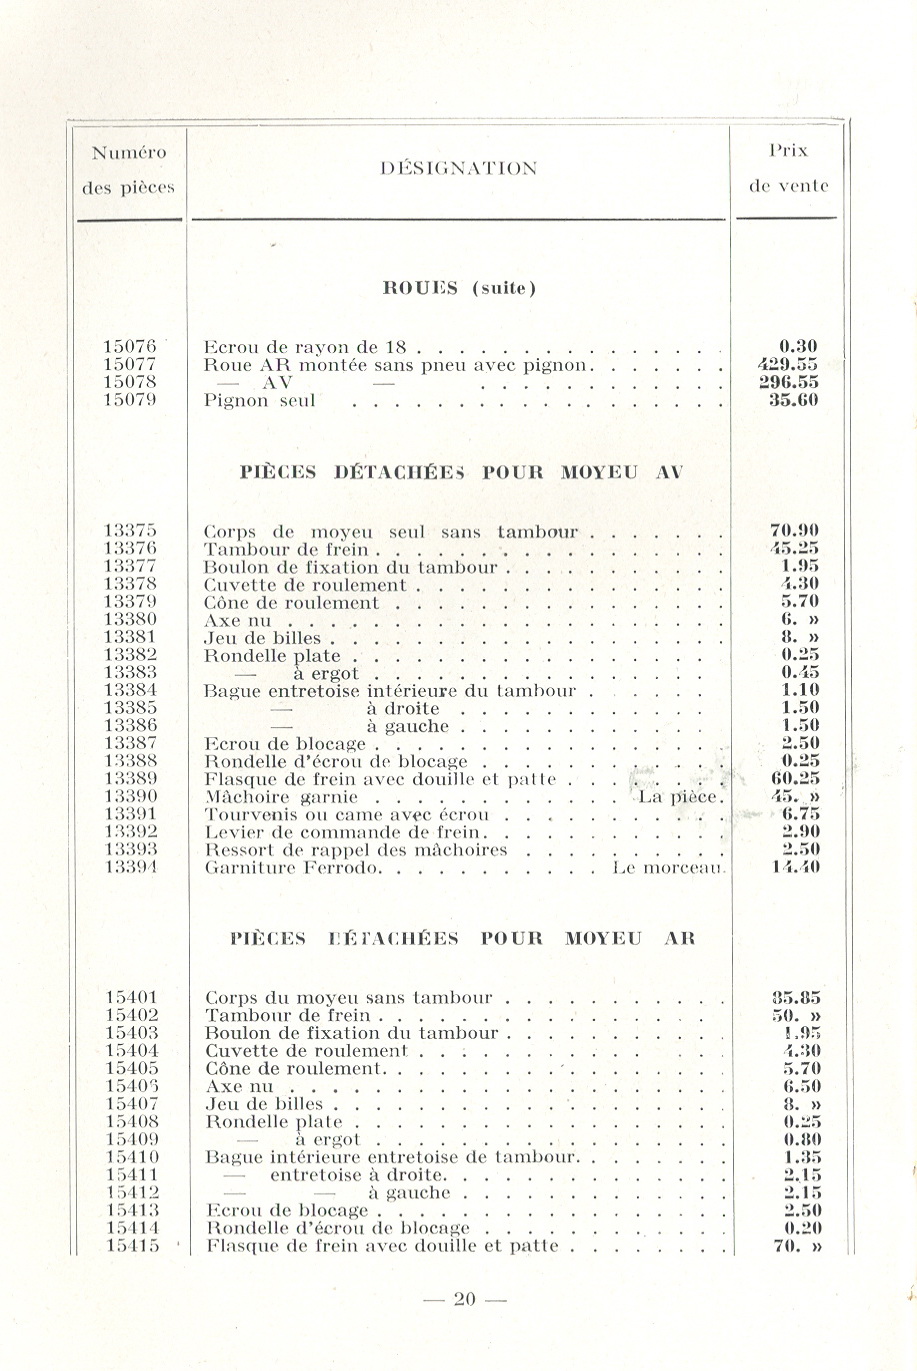 Numéro
des pièces
DÉSIGNATION
Prix
de vente
ROUES (suite)
15076 Ecrou de rayon de 18 . . . . . . . . . . . . . . . 0.30
15077 Roue AR montée sans pneu avec pignon. . . . . . . 429.55
15078 — AV — . . . . . . . . . . . . 296.55
15079 Pignon seul . . . . . . . . . . . . . . . . . . 35.60
PIÈCES DÉTACHÉES POUR MOYEU AV
13375 Corps de moyeu seul sans tambour . . . . . . . 70.90
13376 Tambour de frein . . . . . . . . . . . . . . . . . 45.25
13377 Boulon de fixation du tambour . . . . . . . . . . . 1.95
13378 Cuvette de roulement . . . . . . . . . . . . . . . 4.30
13379 Cône de roulement . . . . . . . . . . . . . . . . 5.70
13380 Axe nu . . . . . . . . . . . . . . . . . . . . . 6. »
13381 Jeu de billes . . . . . . . . . . . . . . . . . . . 8. »
13382 Rondelle plate . . . . . . . . . . . . . . . . . 0.25
13383 — à ergot . . . . . . . . . . . . . . . . 0.45
13384 Bague entretoise intérieure du tambour . . . . . 1.10
13385 — à droite . . . . . . . . . . . . 1.50
13386 — à gauche . . . . . . . . . . . . 1.50
13387 Ecrou de blocage . . . . . . . . . . . . . . . . . 2.50
13388 Rondelle d'écrou de blocage . . . . . . . . . . . . 0.25
13389 Flasque de frein avec douille et patte . . . . . . . . 60.25
13390 Mâchoire garnie . . . . . . . . . . . . La pièce. 45. »
13391 Tourvenis ou came avec écrou . . . . . . . . . . . 6.75
13392 Levier de commande de frein. . . . . . . . . . . . 2.90
13393 Ressort de rappel des mâchoires . . . . . . . . . . 2.50
13394 Garniture Ferrodo. . . . . . . . . . . Le morceau. 14.40
PIÈCES DÉTACHÉES POUR MOYEU AR
15401 Corps du moyeu sans tambour . . . . . . . . . . . 85.85
15402 Tambour de frein . . . . . . . . . . . . . . . . 50. »
15403 Boulon de fixation du tambour . . . . . . . . . . . 1.95
15404 Cuvette de roulement . . . . . . . . . . . . . . 4.30
15405 Cône de roulement. . . . . . . . . . . . . . . . . 5.70
15406 Axe nu . . . . . . . . . . . . . . . . . . . . . 6.50
15407 Jeu de billes . . . . . . . . . . . . . . . . . . . 8. »
15408 Rondelle plate . . . . . . . . . . . . . . . . . . 0.25
15409 — à ergot . . . . . . . . . . . . . . . . . 0.80
15410 Bague intérieure entretoise de tambour. . . . . . . . 1.35
15411 — entretoise à droite. . . . . . . . . . . . . . 2.15
15412 — — à gauche . . . . . . . . . . . . . 2.15
15413 Ecrou de blocage . . . . . . . . . . . . . . . . . 2.50
15414 Rondelle d'écrou de blocage . . . . . . . . . . . . 0.20
15415 Flasque de frein avec douille et patte . . . . . . . . 70. »
— 20 —